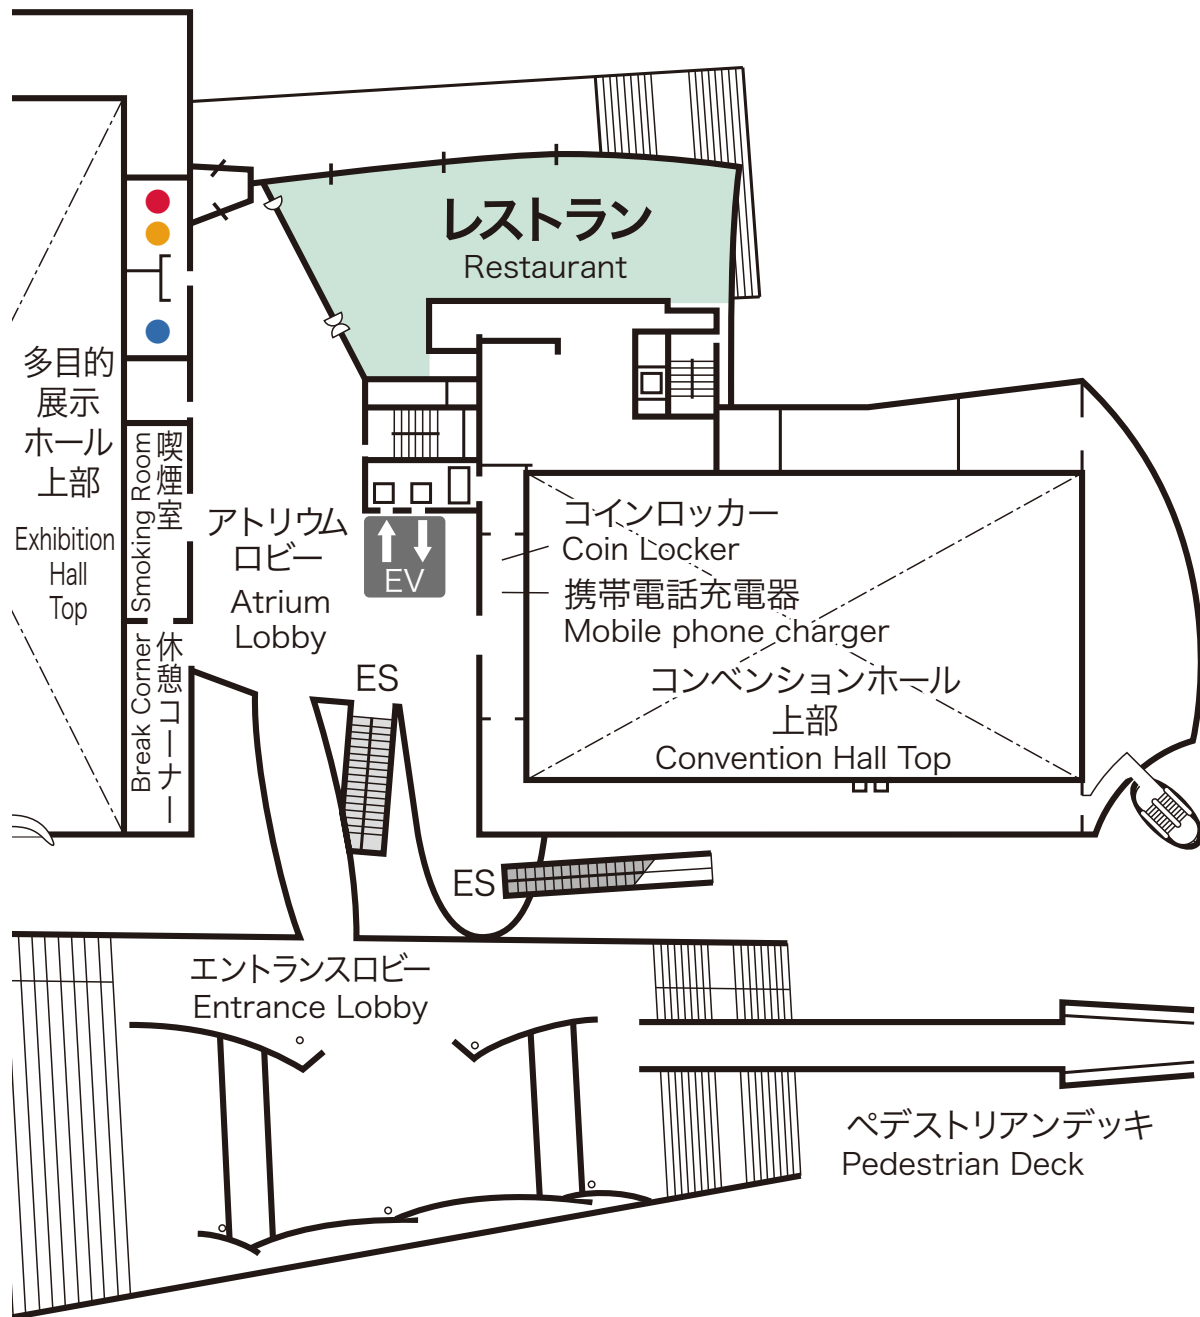 レストラン
Restaurant
多目的
展示
ホール
上部
Exhibition
Hall
Top
喫煙室
Smoking Room
休憩コーナー
Break Corner
アトリウム
ロビー
Atrium
Lobby
EV
コインロッカー
Coin Locker
携帯電話充電器
Mobile phone charger
コンベンションホール
上部
Convention Hall Top
ES
ES
エントランスロビー
Entrance Lobby
ペデストリアンデッキ
Pedestrian Deck